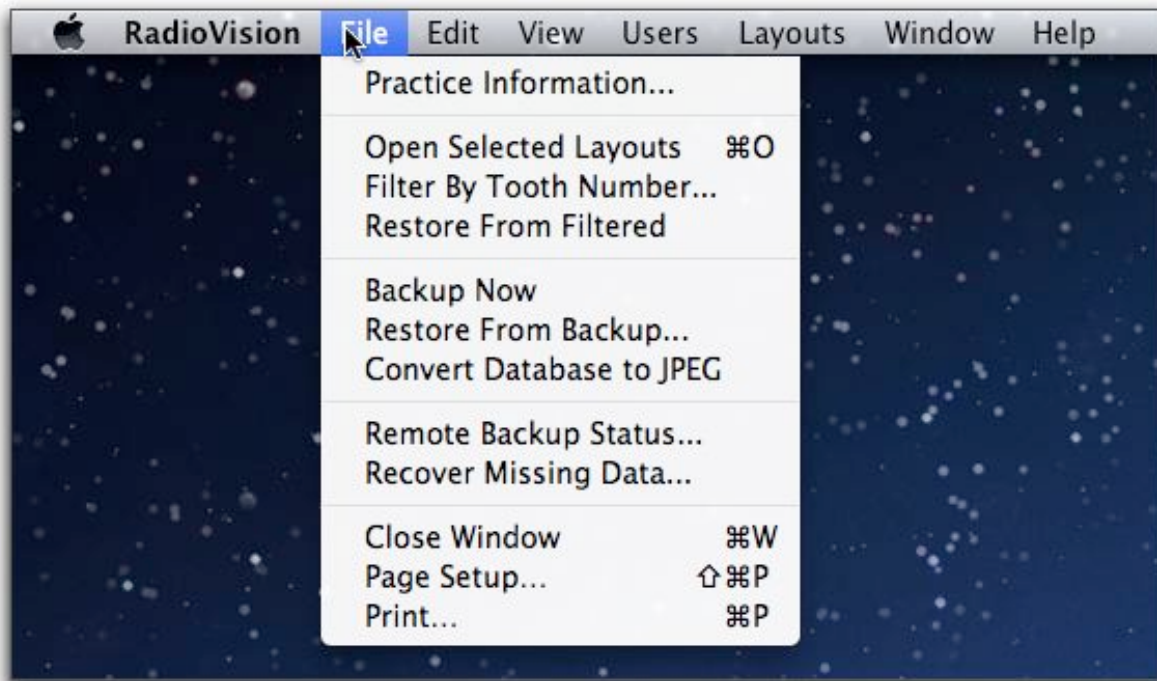 RadioVision File Edit View Users Layouts Window Help
Practice Information...
Open Selected Layouts ⌘O
Filter By Tooth Number...
Restore From Filtered
Backup Now
Restore From Backup...
Convert Database to JPEG
Remote Backup Status...
Recover Missing Data...
Close Window ⌘W
Page Setup... ⇧⌘P
Print... ⌘P